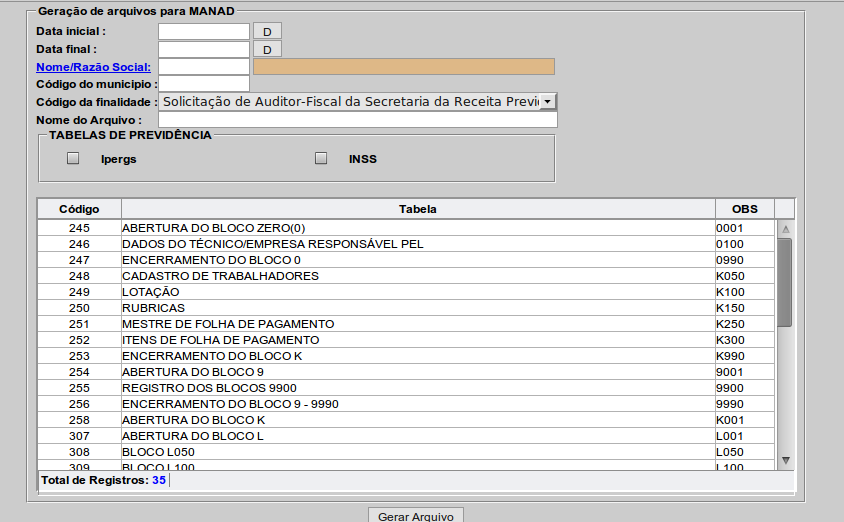 Geração de arquivos para MANAD
Data inicial : D
Data final : D
Nome/Razão Social:
Código do municipio :
Código da finalidade : Solicitação de Auditor-Fiscal da Secretaria da Receita Previ
Nome do Arquivo :
TABELAS DE PREVIDÊNCIA
Ipergs INSS
Código Tabela OBS
245 ABERTURA DO BLOCO ZERO(0) 0001
246 DADOS DO TÉCNICO/EMPRESA RESPONSÁVEL PEL 0100
247 ENCERRAMENTO DO BLOCO 0 0990
248 CADASTRO DE TRABALHADORES K050
249 LOTAÇÃO K100
250 RUBRICAS K150
251 MESTRE DE FOLHA DE PAGAMENTO K250
252 ITENS DE FOLHA DE PAGAMENTO K300
253 ENCERRAMENTO DO BLOCO K K990
254 ABERTURA DO BLOCO 9 9001
255 REGISTRO DOS BLOCOS 9900 9900
256 ENCERRAMENTO DO BLOCO 9 - 9990 9990
258 ABERTURA DO BLOCO K K001
307 ABERTURA DO BLOCO L L001
308 BLOCO L050 L050
309 BLOCO L100 L100
Total de Registros: 35
Gerar Arquivo